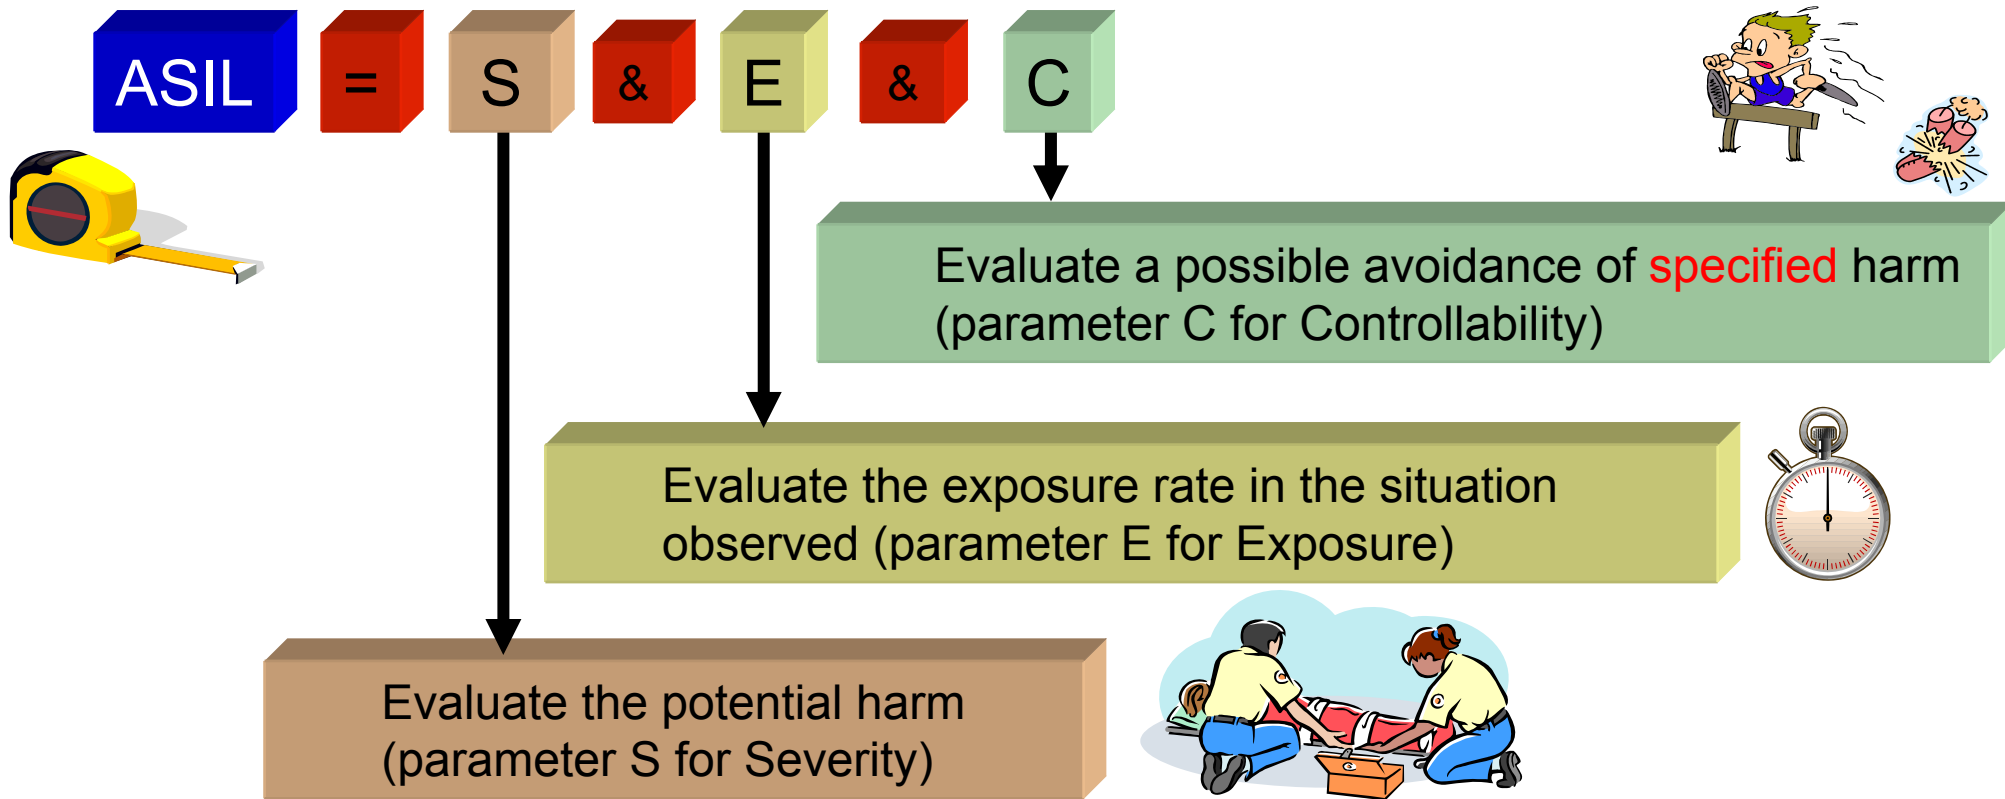 ASIL = S & E & C
Evaluate a possible avoidance of specified harm
(parameter C for Controllability)
Evaluate the exposure rate in the situation
observed (parameter E for Exposure)
Evaluate the potential harm
(parameter S for Severity)